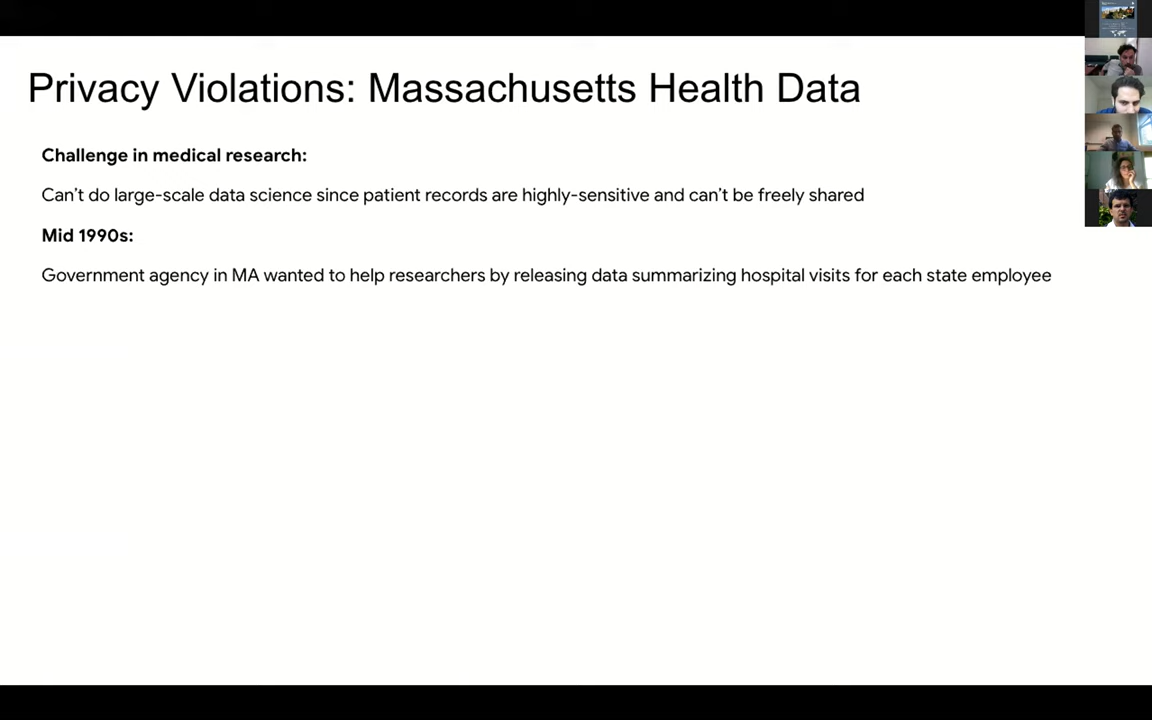 Privacy Violations: Massachusetts Health Data
Challenge in medical research:
Can't do large-scale data science since patient records are highly-sensitive and can't be freely shared
Mid 1990s:
Government agency in MA wanted to help researchers by releasing data summarizing hospital visits for each state employee